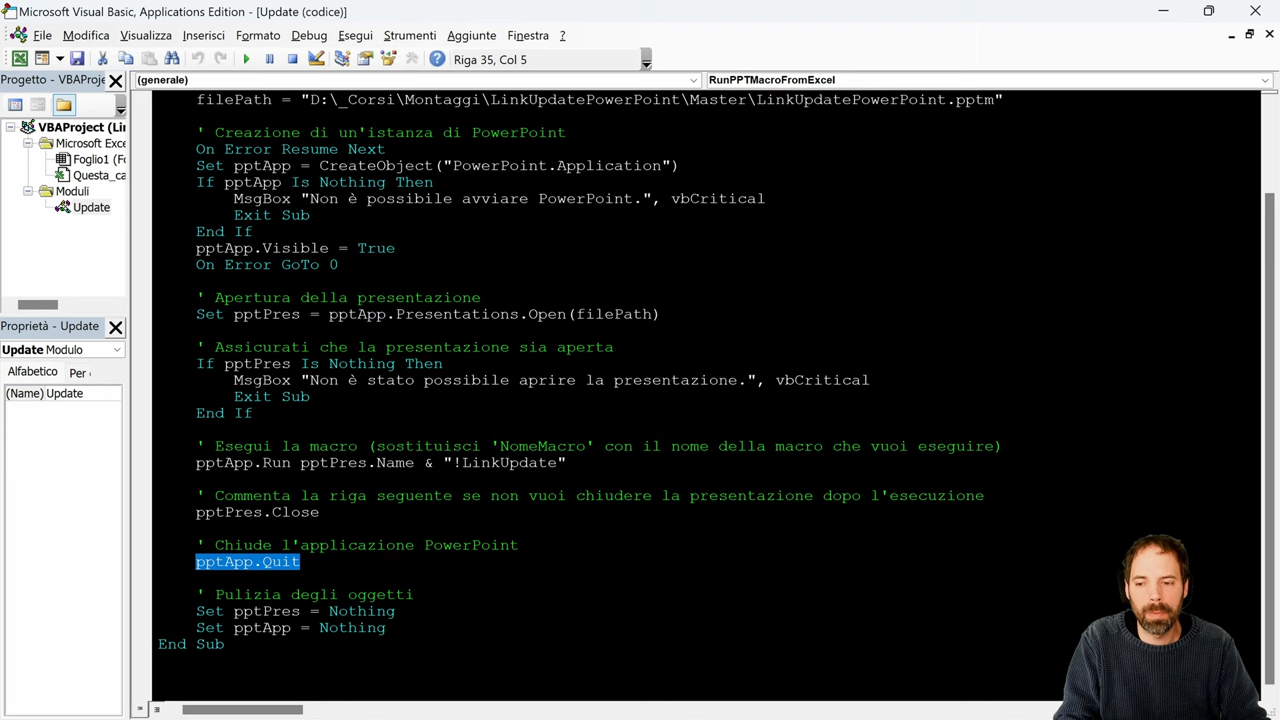 Microsoft Visual Basic, Applications Edition - [Update (codice)]
File Modifica Visualizza Inserisci Formato Debug Esegui Strumenti Aggiunte Finestra ?
Riga 35, Col 5
Progetto - VBAProje
(generale)
RunPPTMacroFromExcel
VBAProject (Li
Microsoft Exce
Foglio1 (Fo
Questa_ca
Moduli
Update
Proprietà - Update
Update Modulo
Alfabetico Per
(Name) Update
filePath = "D:\_Corsi\Montaggi\LinkUpdatePowerPoint\Master\LinkUpdatePowerPoint.pptm"
' Creazione di un'istanza di PowerPoint
On Error Resume Next
Set pptApp = CreateObject("PowerPoint.Application")
If pptApp Is Nothing Then
MsgBox "Non è possibile avviare PowerPoint.", vbCritical
Exit Sub
End If
pptApp.Visible = True
On Error GoTo 0
' Apertura della presentazione
Set pptPres = pptApp.Presentations.Open(filePath)
' Assicurati che la presentazione sia aperta
If pptPres Is Nothing Then
MsgBox "Non è stato possibile aprire la presentazione.", vbCritical
Exit Sub
End If
' Esegui la macro (sostituisci 'NomeMacro' con il nome della macro che vuoi eseguire)
pptApp.Run pptPres.Name & "!LinkUpdate"
' Commenta la riga seguente se non vuoi chiudere la presentazione dopo l'esecuzione
pptPres.Close
' Chiude l'applicazione PowerPoint
pptApp.Quit
' Pulizia degli oggetti
Set pptPres = Nothing
Set pptApp = Nothing
End Sub